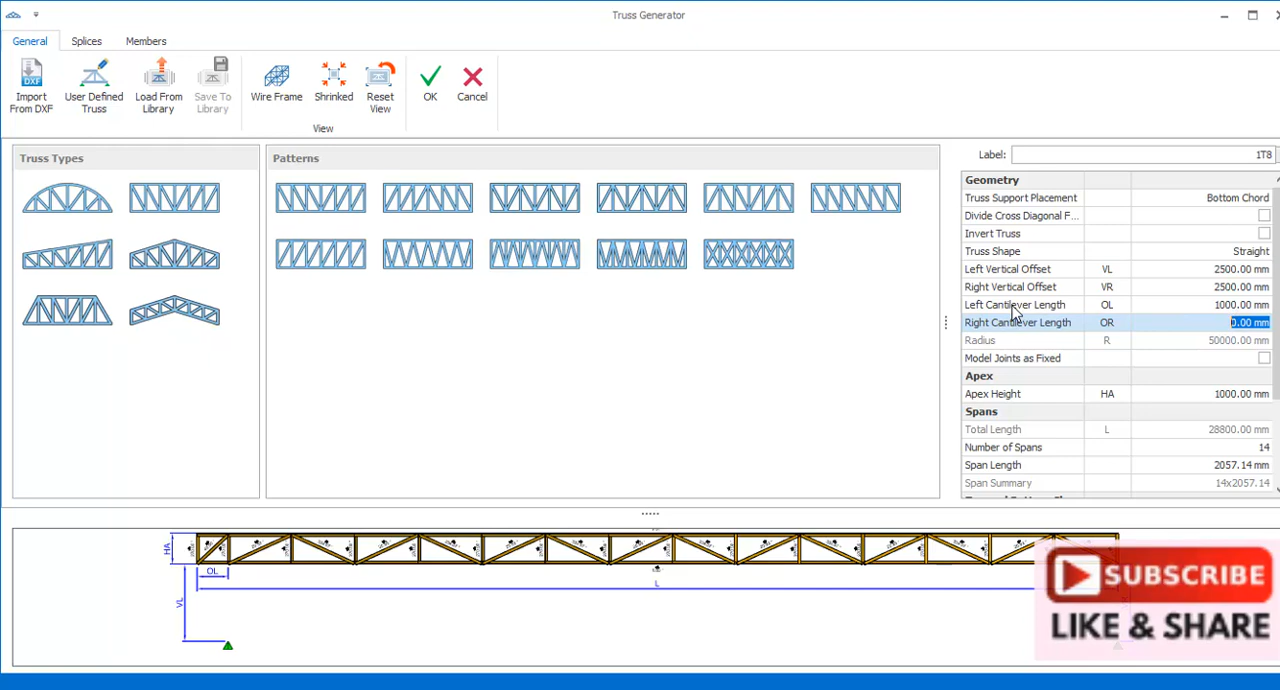 Truss Generator
General Splices Members
Import From DXF
User Defined Truss
Load From Library
Save To Library
Wire Frame
Shrinked
Reset View
OK
Cancel
View
Truss Types
Patterns
Label: 1T8
Geometry
Truss Support Placement Bottom Chord
Divide Cross Diagonal F...
Invert Truss
Truss Shape Straight
Left Vertical Offset VL 2500.00 mm
Right Vertical Offset VR 2500.00 mm
Left Cantilever Length OL 1000.00 mm
Right Cantilever Length OR 0.00 mm
Radius R 50000.00 mm
Model Joints as Fixed
Apex
Apex Height HA 1000.00 mm
Spans
Total Length L 28800.00 mm
Number of Spans 14
Span Length 2057.14 mm
Span Summary 14x2057.14
HA
OL
L
VL
SUBSCRIBE
LIKE & SHARE